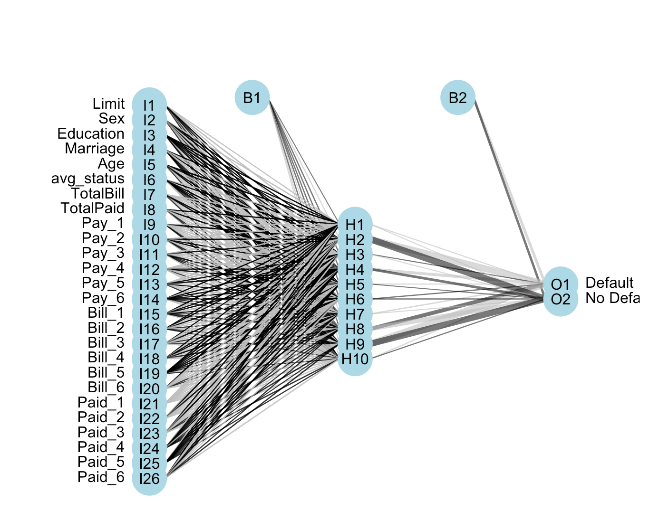 B1
B2
Limit I1
Sex I2
Education I3
Marriage I4
Age I5
avg_status I6
TotalBill I7
TotalPaid I8
Pay_1 I9
Pay_2 I10
Pay_3 I11
Pay_4 I12
Pay_5 I13
Pay_6 I14
Bill_1 I15
Bill_2 I16
Bill_3 I17
Bill_4 I18
Bill_5 I19
Bill_6 I20
Paid_1 I21
Paid_2 I22
Paid_3 I23
Paid_4 I24
Paid_5 I25
Paid_6 I26
H1
H2
H3
H4
H5
H6
H7
H8
H9
H10
O1 Default
O2 No Defa